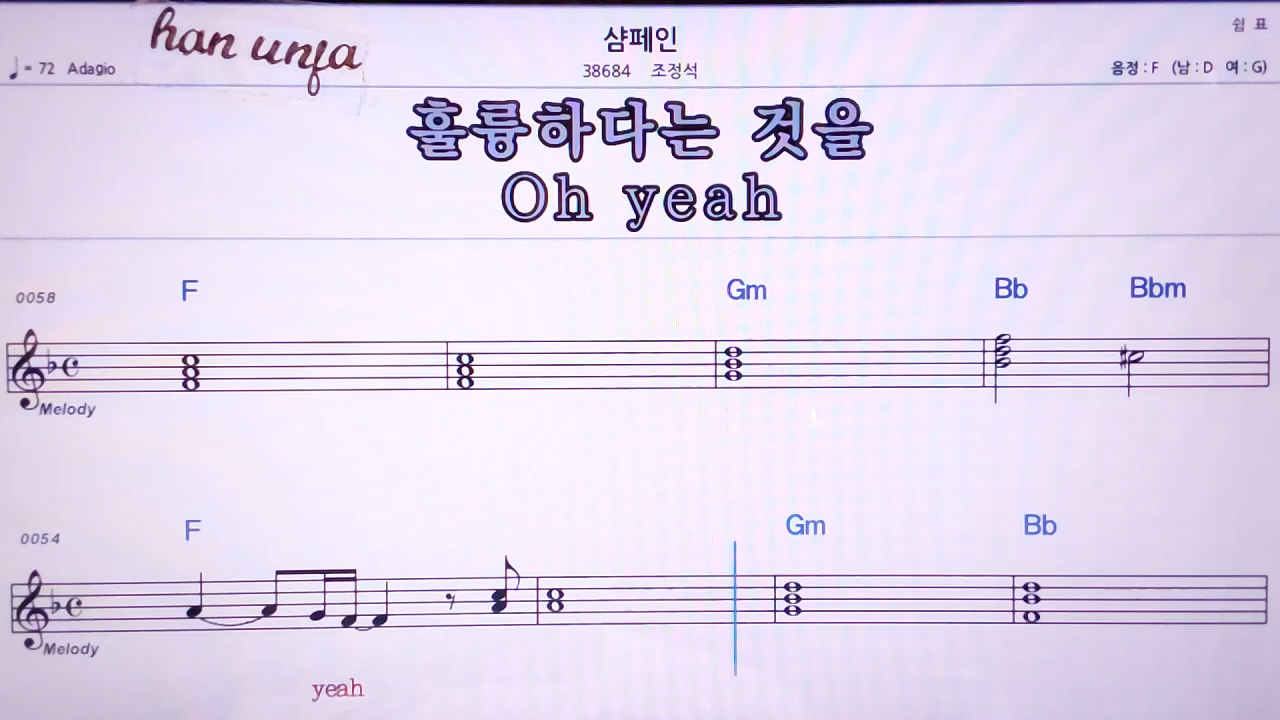 han unfa
샴페인
쉼 표
♩= 72 Adagio
38684 조정석
음정 : F (남 : D 여 : G)
훌륭하다는 것을
Oh yeah
0058 F Gm Bb Bbm
Melody
0054 F Gm Bb
Melody
yeah